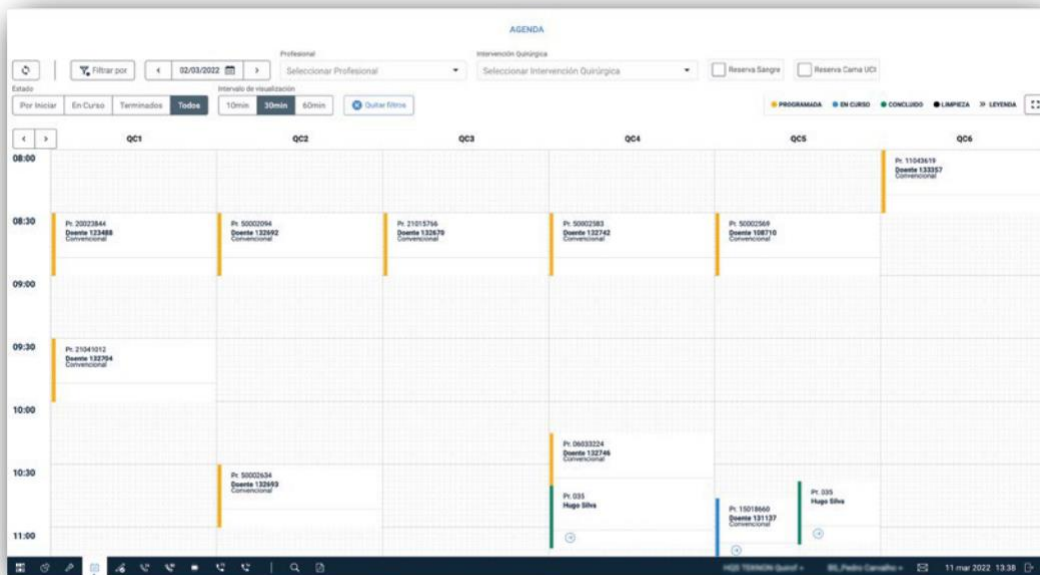 AGENDA
Profesional
Intervención Quirúrgica
Filtrar por
02/03/2022
Seleccionar Profesional
Seleccionar Intervención Quirúrgica
Reserva Sangre
Reserva Cama UCI
Estado
Intervalo de visualización
Por Iniciar
En Curso
Terminados
Todos
10min
30min
60min
Quitar filtros
PROGRAMADA
EN CURSO
CONCLUIDO
LIMPIEZA
LEYENDA
QC1
QC2
QC3
QC4
QC5
QC6
08:00
Pr. 11043619
Doente 133357
Convencional
08:30
Pr. 20023844
Doente 123488
Convencional
Pr. 50002094
Doente 132692
Convencional
Pr. 21015766
Doente 132670
Convencional
Pr. 50002583
Doente 132742
Convencional
Pr. 50002569
Doente 108710
Convencional
09:00
09:30
Pr. 21041012
Doente 132704
Convencional
10:00
Pr. 06033224
Doente 132746
Convencional
10:30
Pr. 50002634
Doente 132693
Convencional
Pr. 035
Hugo Silva
Pr. 15018660
Doente 131137
Convencional
Pr. 035
Hugo Silva
11:00
11 mar 2022 13:38